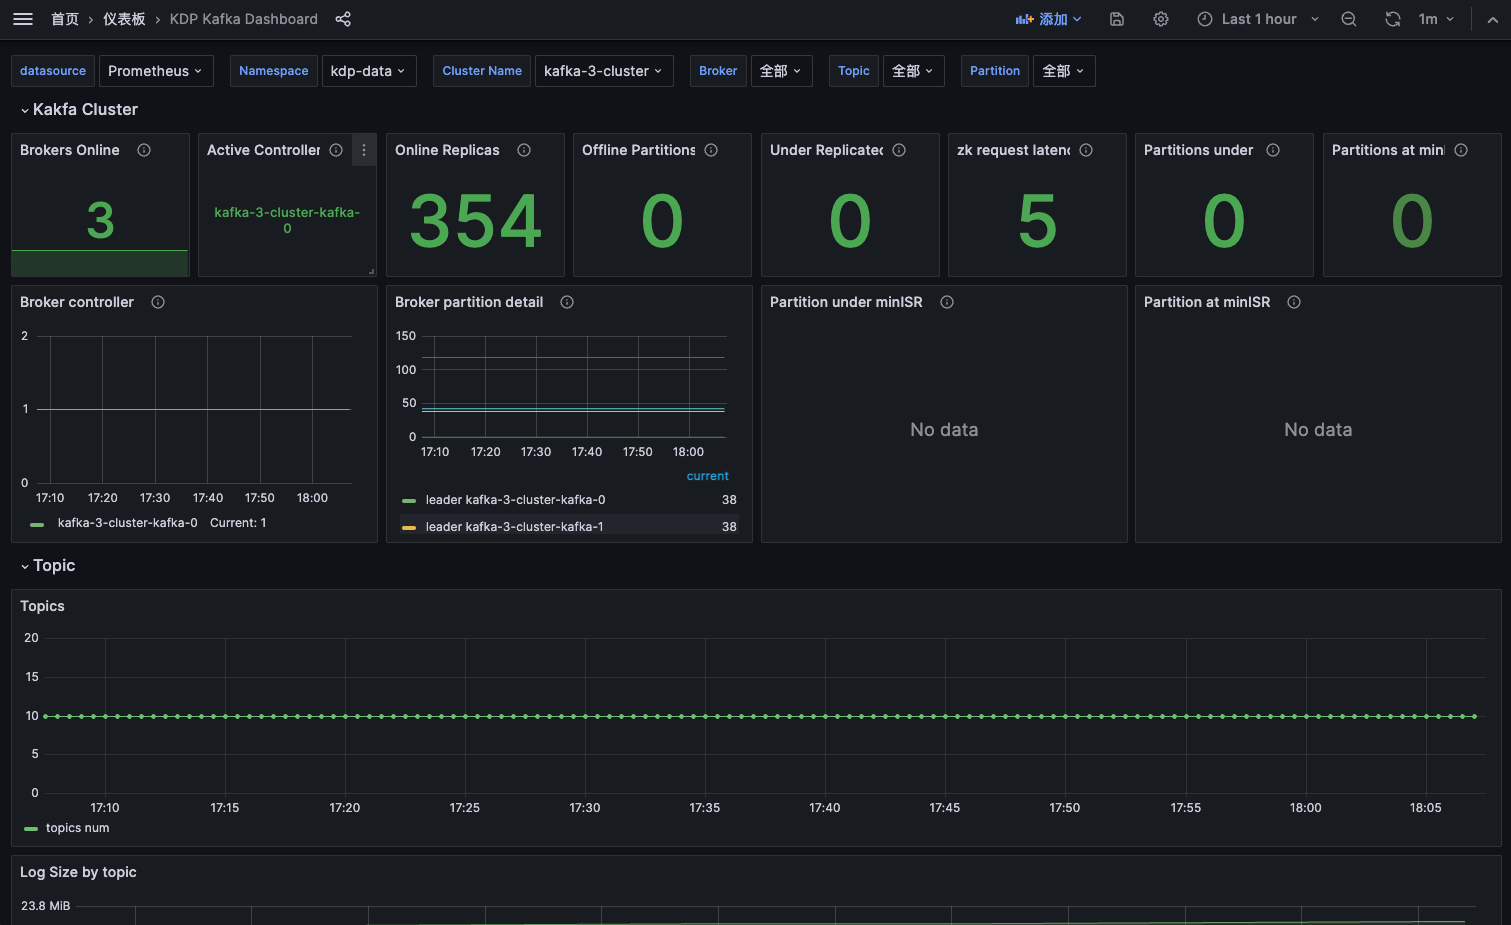 首页 › 仪表板 › KDP Kafka Dashboard
添加
Last 1 hour
1m
datasource Prometheus Namespace kdp-data Cluster Name kafka-3-cluster Broker 全部 Topic 全部 Partition 全部
Kakfa Cluster
Brokers Online
3
Active Controller
kafka-3-cluster-kafka-
0
Online Replicas
354
Offline Partitions
0
Under Replicated
0
zk request latenc
5
Partitions under
0
Partitions at min
0
Broker controller
2
1
0
17:10 17:20 17:30 17:40 17:50 18:00
kafka-3-cluster-kafka-0 Current: 1
Broker partition detail
150
100
50
0
17:10 17:20 17:30 17:40 17:50 18:00
current
leader kafka-3-cluster-kafka-0 38
leader kafka-3-cluster-kafka-1 38
Partition under minISR
No data
Partition at minISR
No data
Topic
Topics
20
15
10
5
0
17:10 17:15 17:20 17:25 17:30 17:35 17:40 17:45 17:50 17:55 18:00 18:05
topics num
Log Size by topic
23.8 MiB